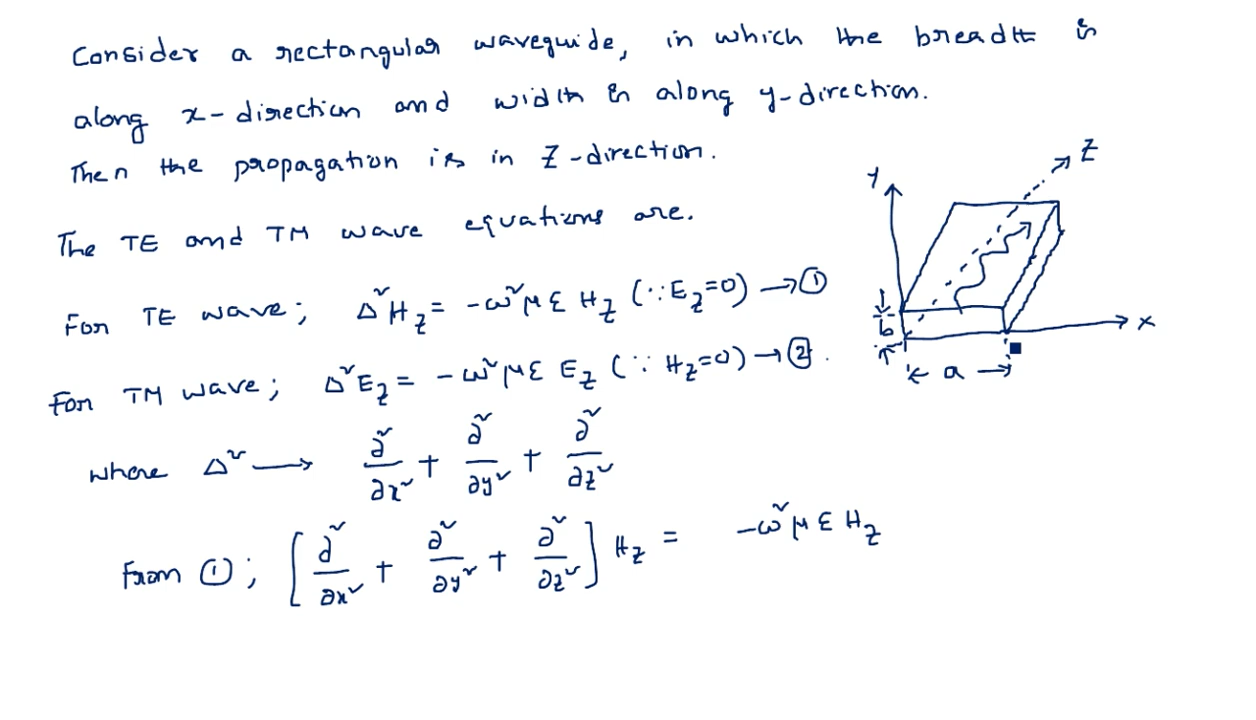 Consider a rectangular waveguide, in which the breadth is
along x-direction and width is along y-direction.
Then the propagation is in Z-direction.
The TE and TM wave equations are.
For TE wave; Δ²H_Z = -ω²με H_Z (∵ E_Z=0) → ①
For TM wave; Δ²E_Z = -ω²με E_Z (∵ H_Z=0) → ②.
where Δ² → ∂²/∂x² + ∂²/∂y² + ∂²/∂z²
From ①; [∂²/∂x² + ∂²/∂y² + ∂²/∂z²] H_Z = -ω²με H_Z
Y
Z
b
X
a